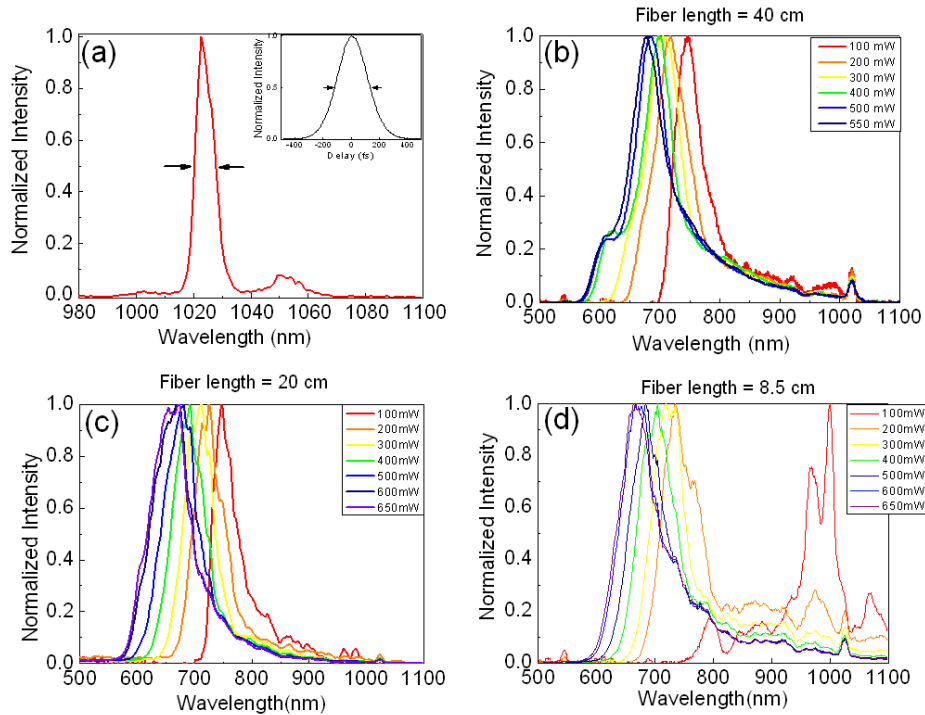 (a)
Normalized Intensity
1.0
0.8
0.6
0.4
0.2
0.0
980 1000 1020 1040 1060 1080 1100
Wavelength (nm)
Normalized Intensity
1.0
0.5
0.0
-400 -200 0 200 400
Delay (fs)
Fiber length = 40 cm
(b)
Normalized Intensity
1.0
0.8
0.6
0.4
0.2
0.0
500 600 700 800 900 1000 1100
Wavelength (nm)
100 mW
200 mW
300 mW
400 mW
500 mW
550 mW
Fiber length = 20 cm
(c)
Normalized Intensity
1.0
0.8
0.6
0.4
0.2
0.0
500 600 700 800 900 1000 1100
Wavelength(nm)
100mW
200mW
300mW
400mW
500mW
600mW
650mW
Fiber length = 8.5 cm
(d)
Normalized Intensity
1.0
0.8
0.6
0.4
0.2
0.0
500 600 700 800 900 1000 1100
Wavelength(nm)
100mW
200mW
300mW
400mW
500mW
600mW
650mW